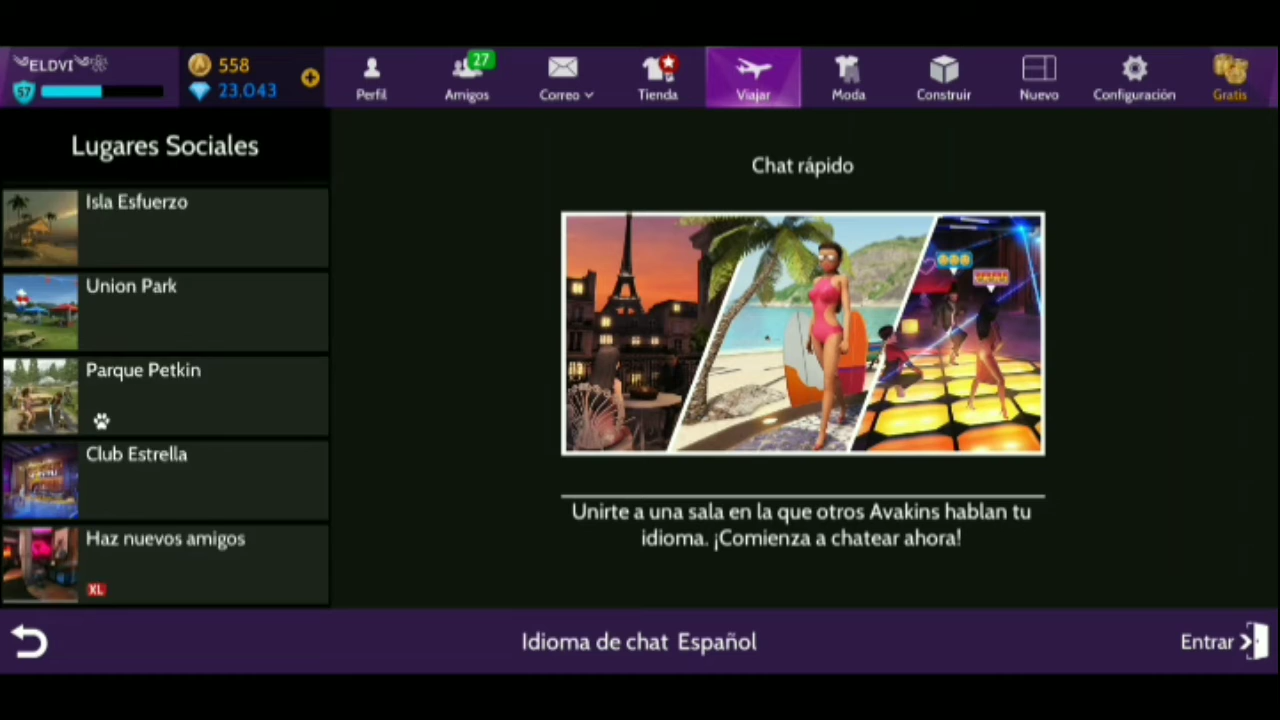 ELDVI
57
558
23.043
Perfil
Amigos
27
Correo
Tienda
Viajar
Moda
Construir
Nuevo
Configuración
Gratis
Lugares Sociales
Isla Esfuerzo
Union Park
Parque Petkin
Club Estrella
Haz nuevos amigos
XL
Chat rápido
Unirte a una sala en la que otros Avakins hablan tu
idioma. ¡Comienza a chatear ahora!
Idioma de chat Español
Entrar